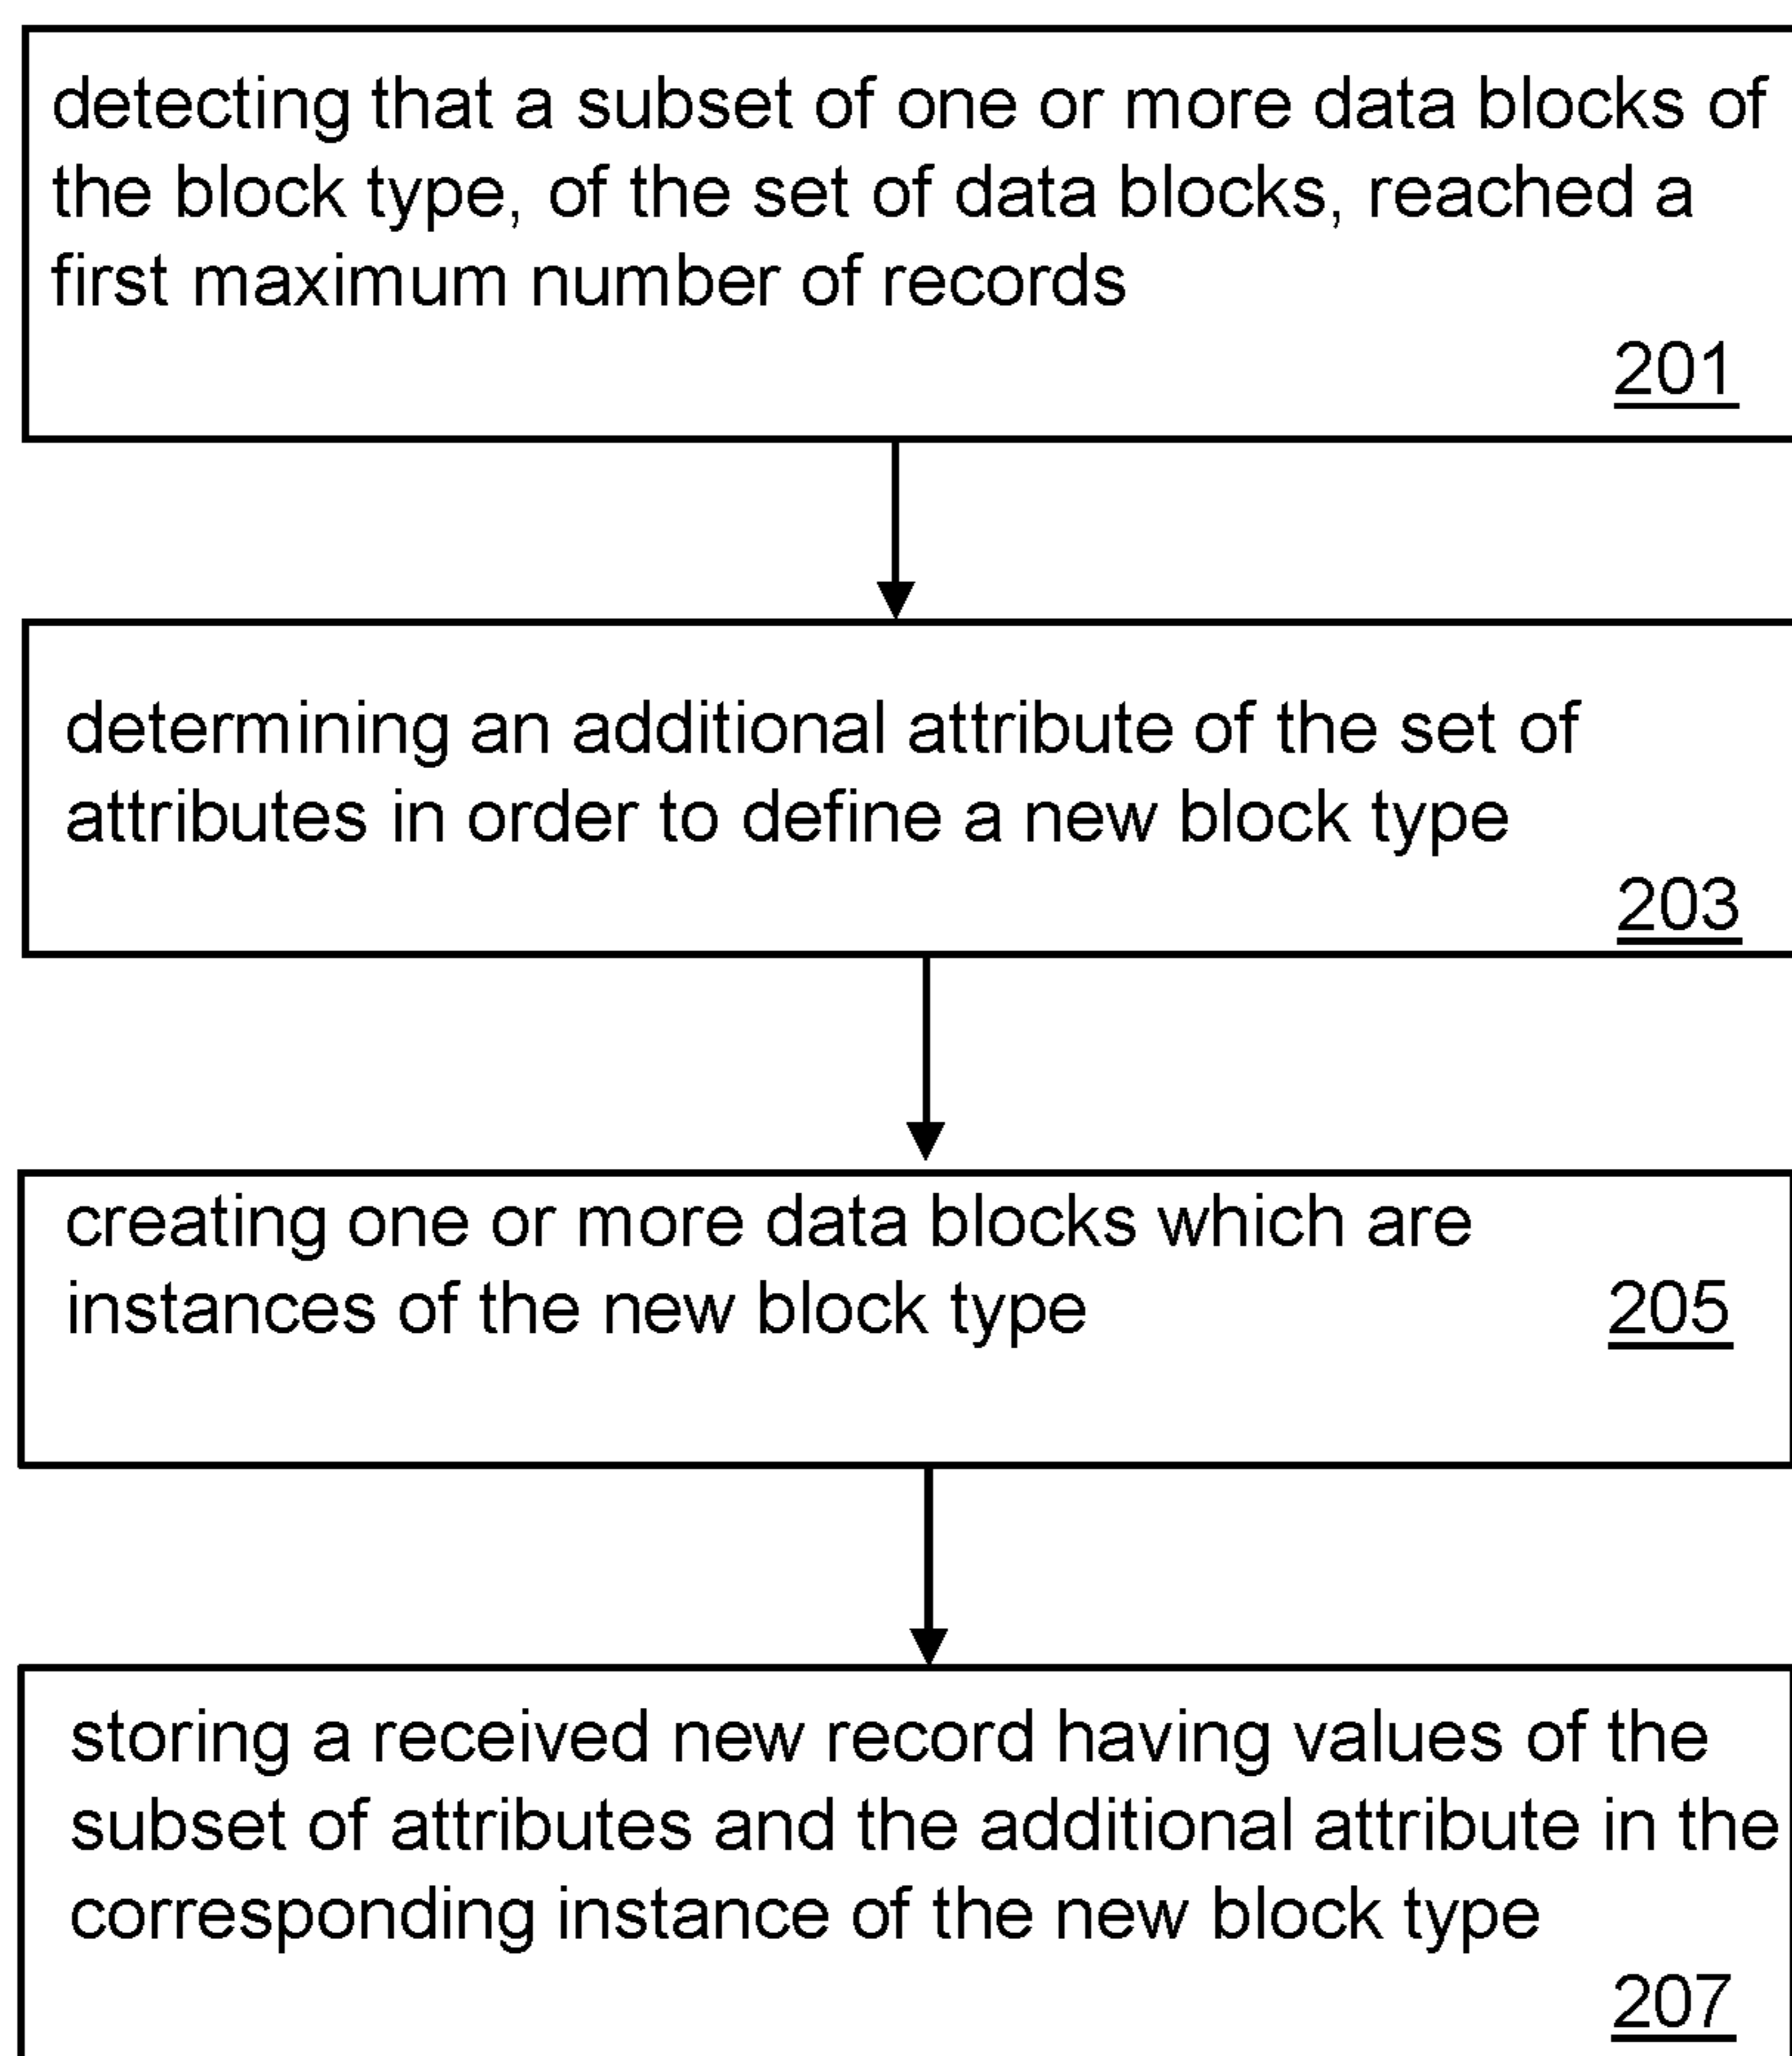 detecting that a subset of one or more data blocks of
the block type, of the set of data blocks, reached a
first maximum number of records
201
determining an additional attribute of the set of
attributes in order to define a new block type
203
creating one or more data blocks which are
instances of the new block type 205
storing a received new record having values of the
subset of attributes and the additional attribute in the
corresponding instance of the new block type
207